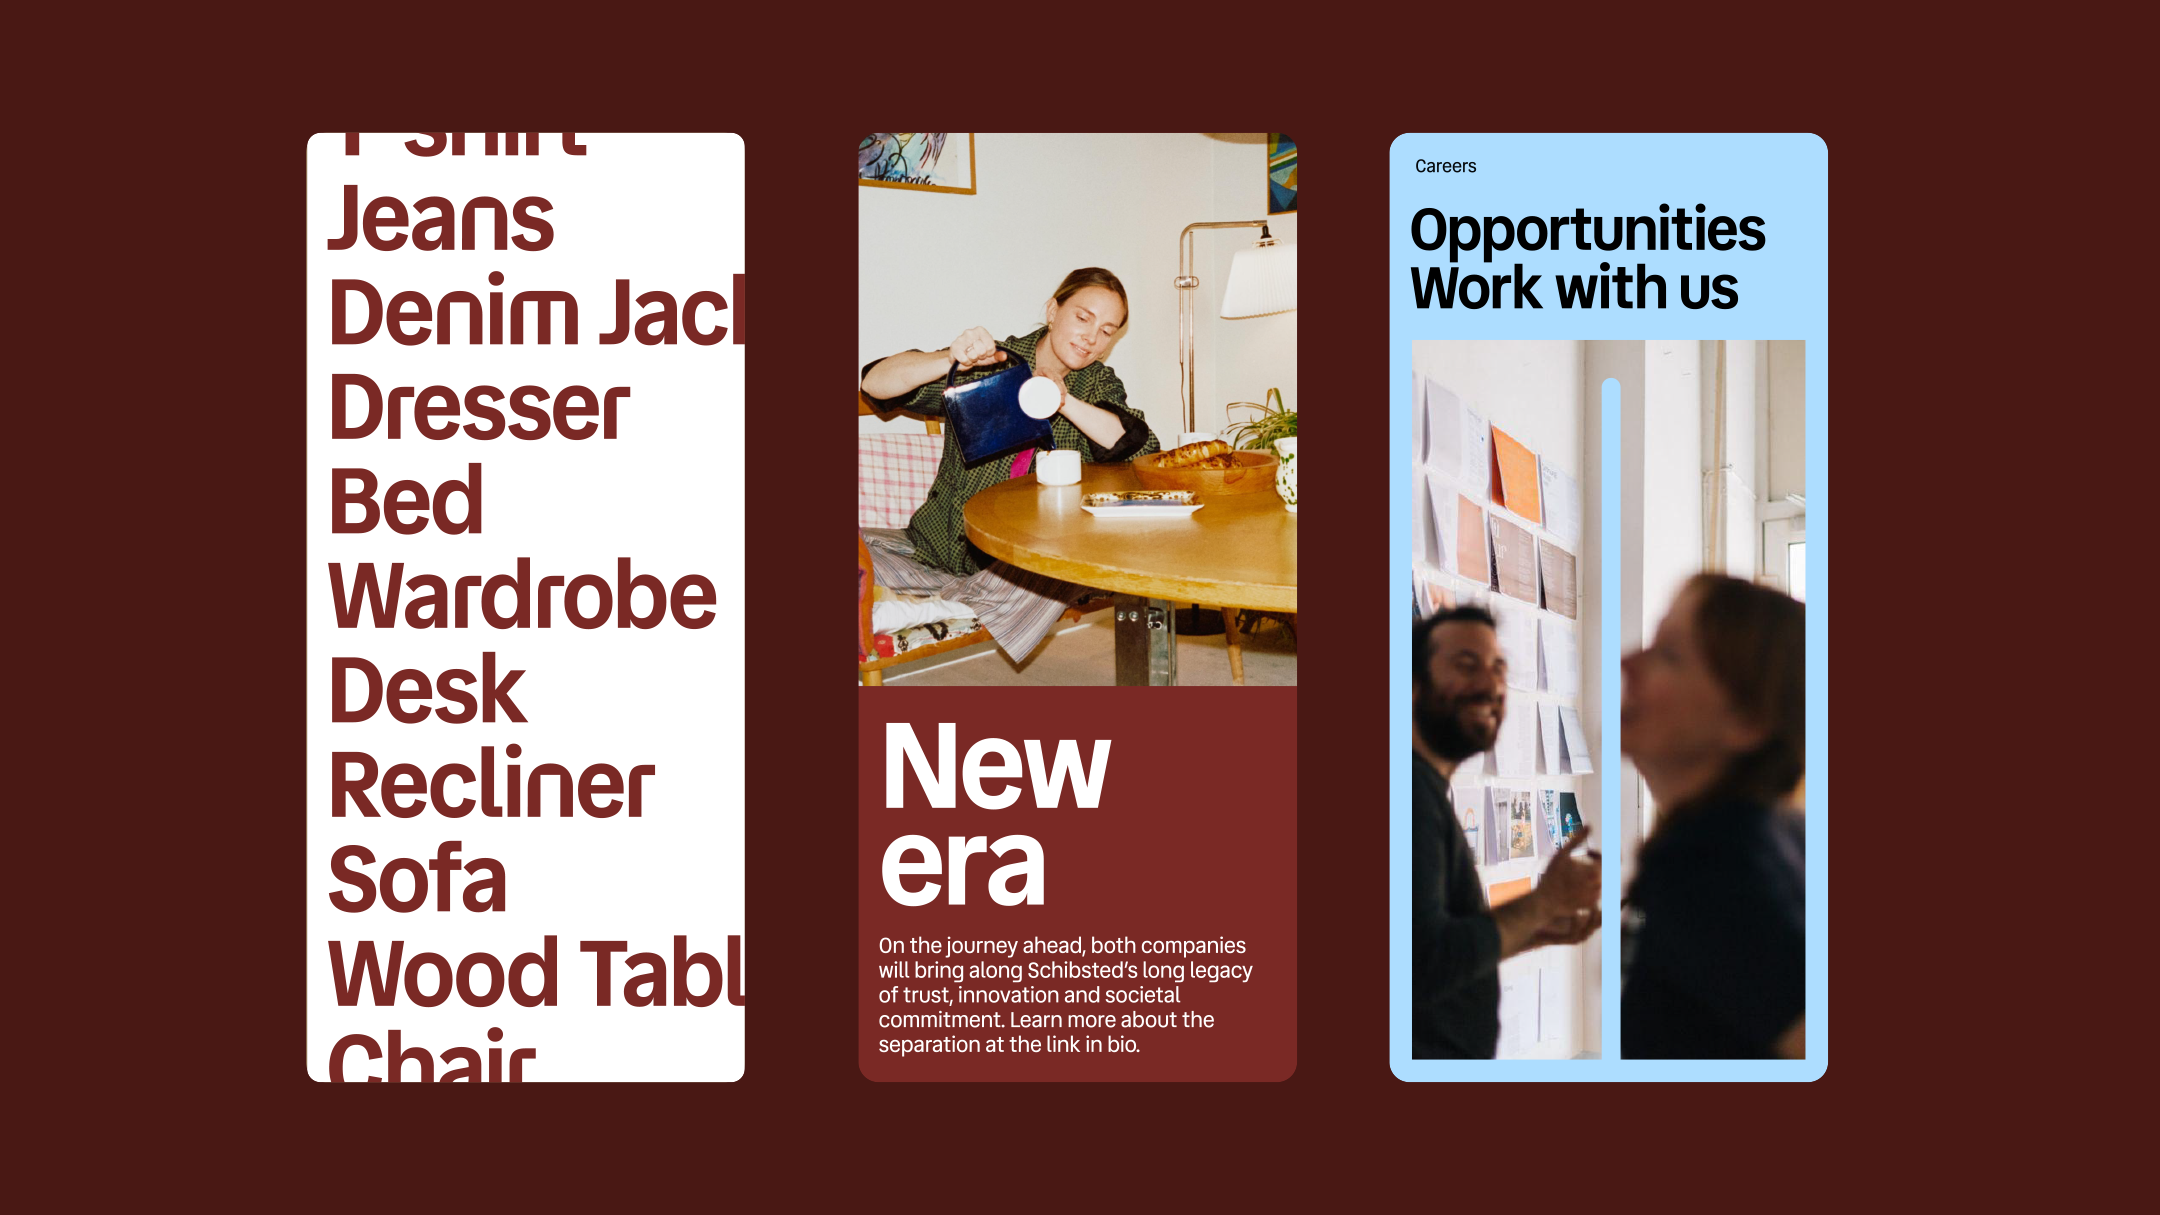 T-shirt
Jeans
Denim Jack
Dresser
Bed
Wardrobe
Desk
Recliner
Sofa
Wood Tabl
Chair
New
era
On the journey ahead, both companies
will bring along Schibsted's long legacy
of trust, innovation and societal
commitment. Learn more about the
separation at the link in bio.
Careers
Opportunities
Work with us